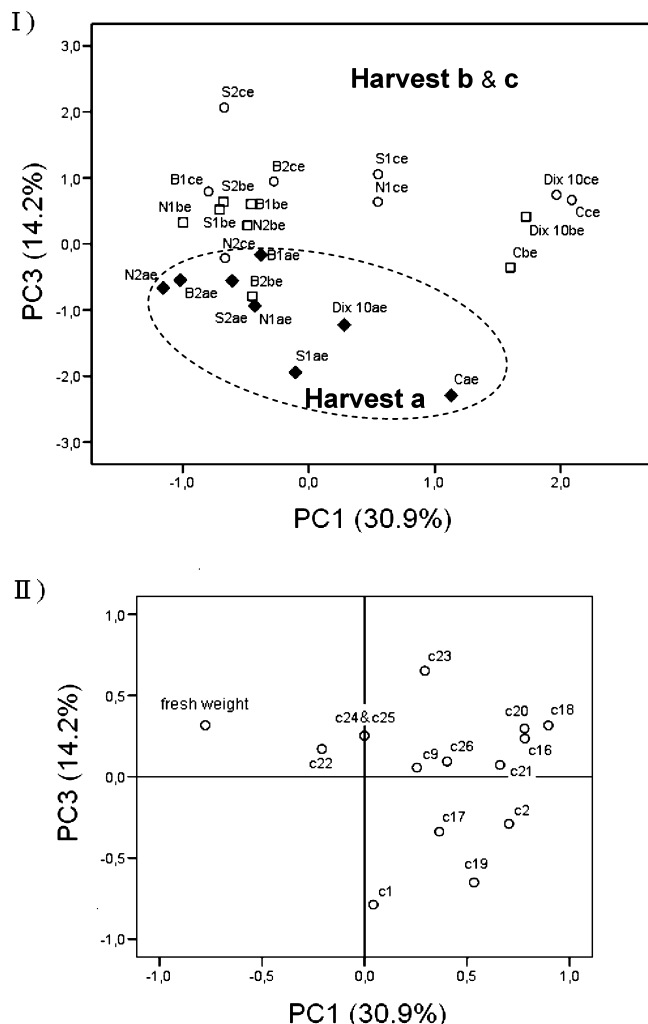 I)
3,0
S2ce
Harvest b & c
2,0
S1ce
B2ce
Dix 10ce
B1ce
S2be
1,0
N1ce
N1be
B1be
Cce
S1be
N2be
Dix 10be
N2ce
Cbe
0,0
B1ae
N2ae
B2be
B2ae
Dix 10ae
S2ae
N1ae
-1,0
S1ae
Cae
-2,0
Harvest a
-3,0
PC3 (14.2%)
-1,0 0,0 1,0 2,0
PC1 (30.9%)
II)
1,0
c23
fresh weight
c24&c25
c20
c18
0,5
c9
c26
c16
c22
c21
0,0
c17
c2
c19
-0,5
c1
-1,0
PC3 (14.2%)
-1,0 -0,5 0,0 0,5 1,0
PC1 (30.9%)